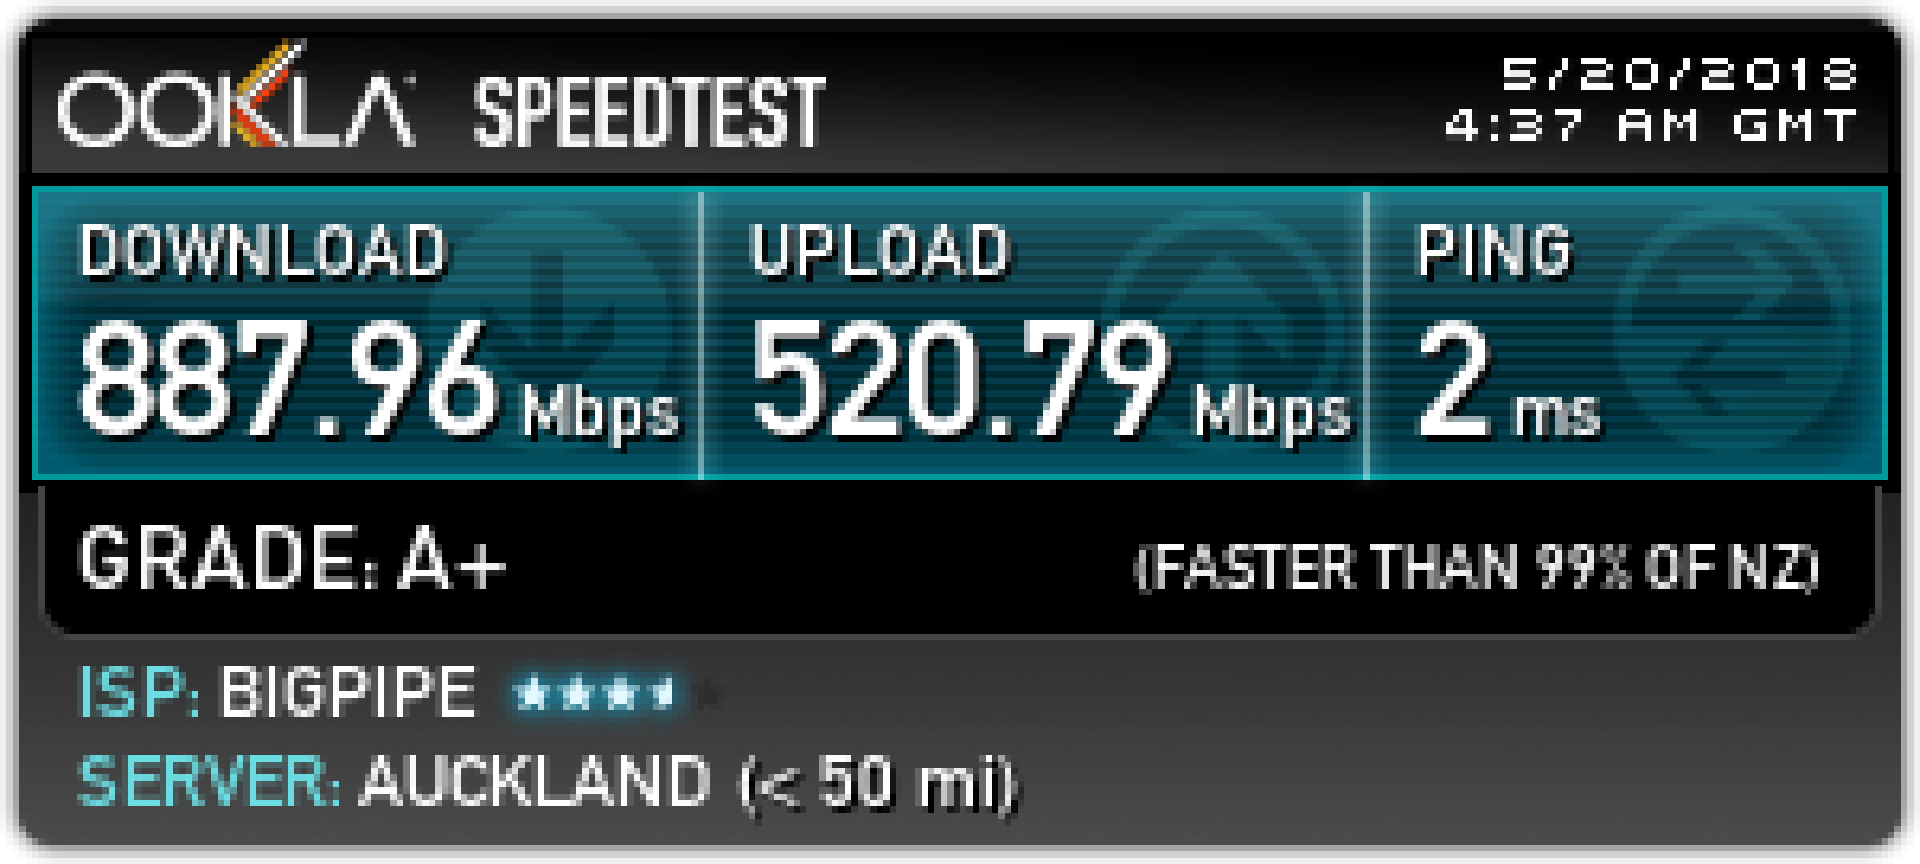 OOKLA SPEEDTEST
5/20/2018
4:37 AM GMT
DOWNLOAD
887.96 Mbps
UPLOAD
520.79 Mbps
PING
2 ms
GRADE: A+
(FASTER THAN 99% OF NZ)
ISP: BIGPIPE
SERVER: AUCKLAND (< 50 mi)